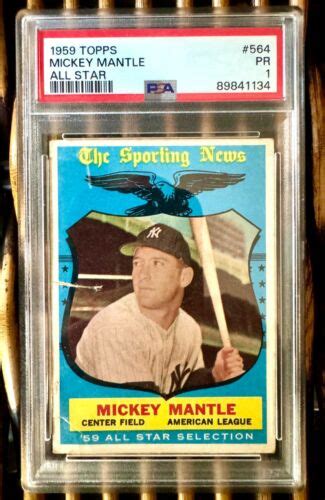 1959 TOPPS #564
MICKEY MANTLE PR
ALL STAR 1
PSA 89841134
The Sporting News
MICKEY MANTLE
CENTER FIELD AMERICAN LEAGUE
'59 ALL STAR SELECTION